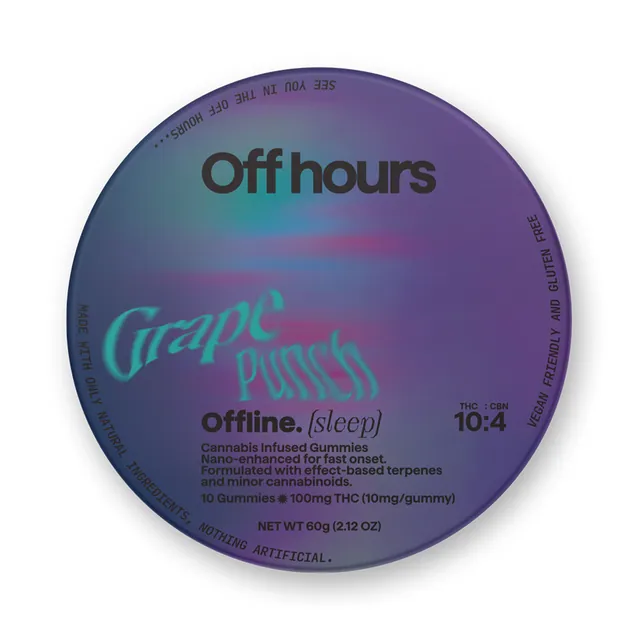 SEE YOU IN THE OFF HOURS...
Off hours
Grape
Punch
Offline. (sleep)
THC : CBN
10:4
Cannabis Infused Gummies
Nano-enhanced for fast onset.
Formulated with effect-based terpenes
and minor cannabinoids.
10 Gummies ✹ 100mg THC (10mg/gummy)
NET WT 60g (2.12 OZ)
MADE WITH ONLY NATURAL INGREDIENTS, NOTHING ARTIFICIAL.
VEGAN FRIENDLY AND GLUTEN FREE